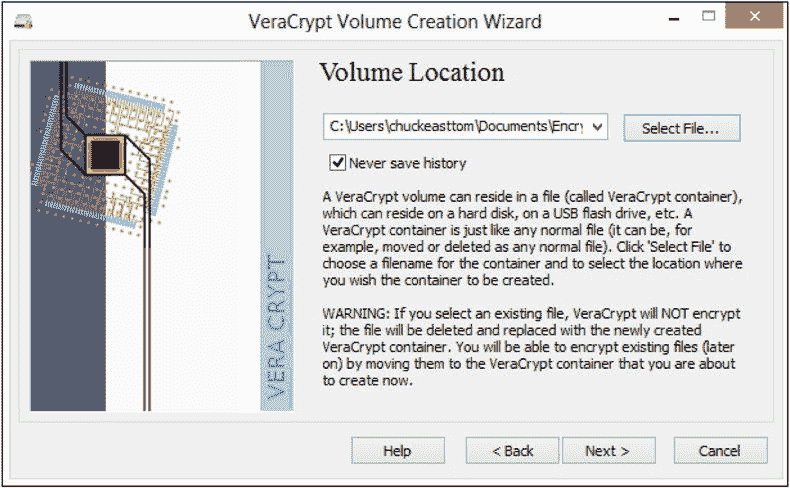 VeraCrypt Volume Creation Wizard
Volume Location
C:\Users\chuckeasttom\Documents\Encry
Select File...
Never save history
A VeraCrypt volume can reside in a file (called VeraCrypt container),
which can reside on a hard disk, on a USB flash drive, etc. A
VeraCrypt container is just like any normal file (it can be, for
example, moved or deleted as any normal file). Click 'Select File' to
choose a filename for the container and to select the location where
you wish the container to be created.
WARNING: If you select an existing file, VeraCrypt will NOT encrypt
it; the file will be deleted and replaced with the newly created
VeraCrypt container. You will be able to encrypt existing files (later
on) by moving them to the VeraCrypt container that you are about
to create now.
VERA CRYPT
Help
< Back
Next >
Cancel